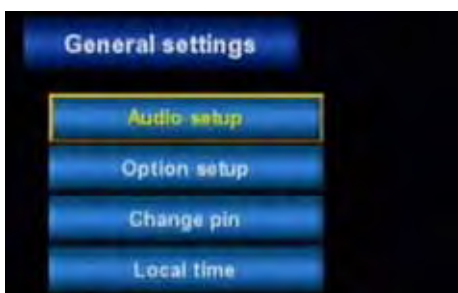 General settings
Audio setup
Option setup
Change pin
Local time